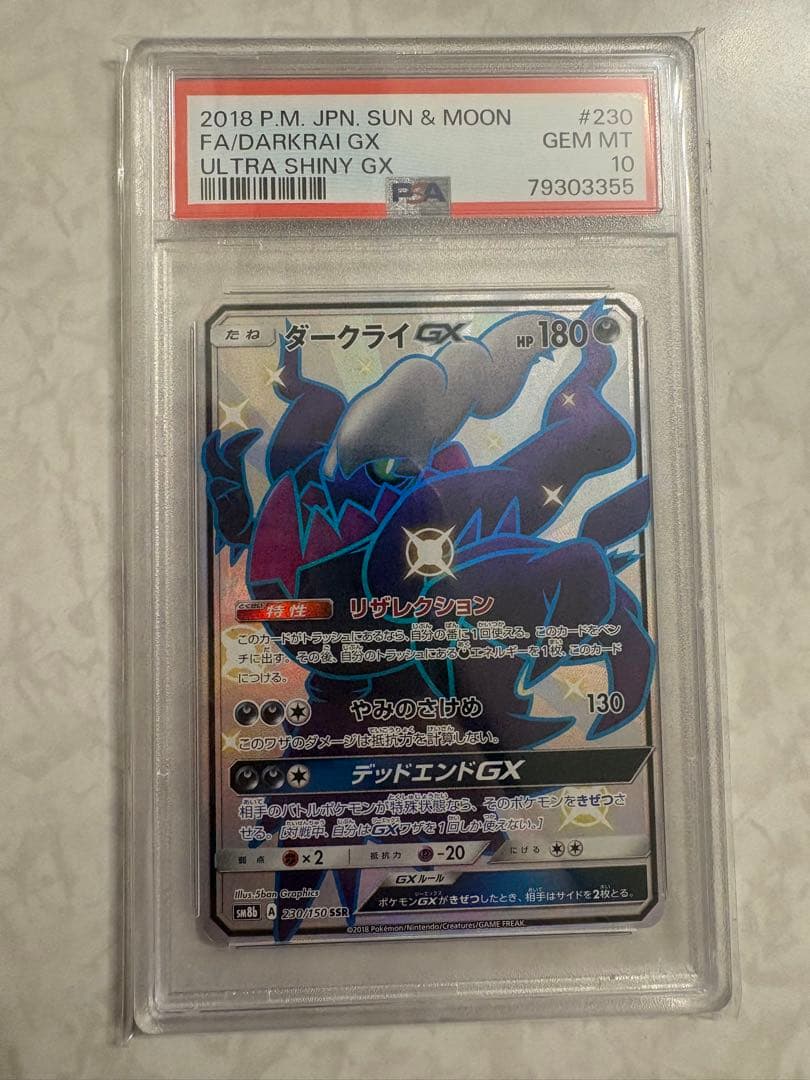 2018 P.M. JPN. SUN & MOON #230
FA/DARKRAI GX GEM MT
ULTRA SHINY GX 10
PSA 79303355
たね ダークライGX HP 180
とくせい
特性 リザレクション
このカードがトラッシュにあるなら、自分の番に1回使える。このカードをベン
チに出す。その後、自分のトラッシュにあるエネルギーを1枚、このカード
につける。
やみのさけめ 130
このワザのダメージは抵抗力を計算しない。
デッドエンドGX
相手のバトルポケモンが特殊状態なら、そのポケモンをきぜつさ
せる。[対戦中、自分はGXワザを1回しか使えない。]
弱点 ×2 抵抗力 -20 にげる
GXルール
ポケモンGXがきぜつしたとき、相手はサイドを2枚とる。
Illus. 5ban Graphics
SM8b A 230/150 SSR
©2018 Pokémon/Nintendo/Creatures/GAME FREAK.